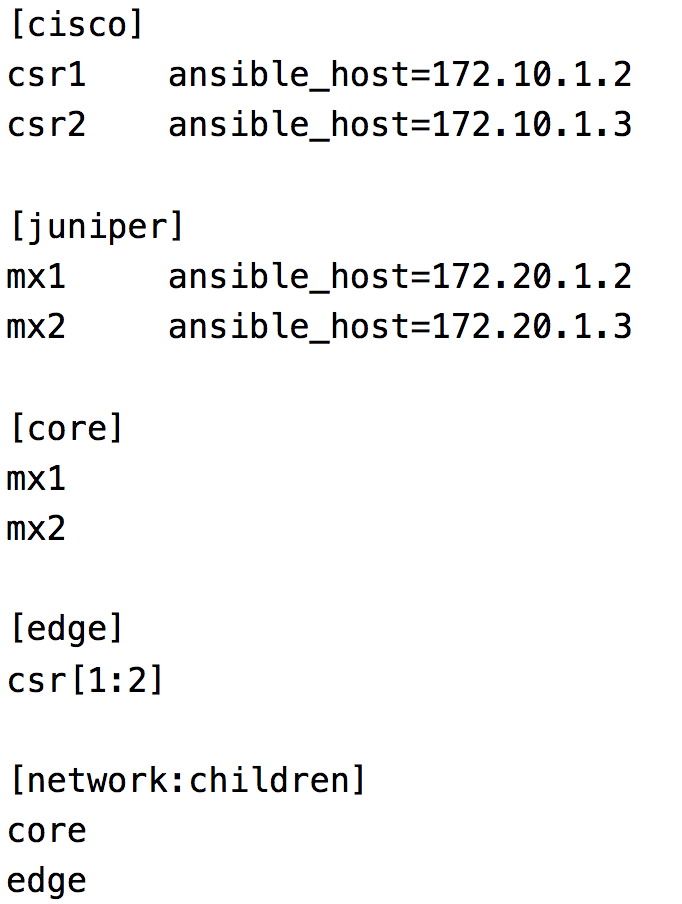 [cisco]
csr1    ansible_host=172.10.1.2
csr2    ansible_host=172.10.1.3

[juniper]
mx1     ansible_host=172.20.1.2
mx2     ansible_host=172.20.1.3

[core]
mx1
mx2

[edge]
csr[1:2]

[network:children]
core
edge